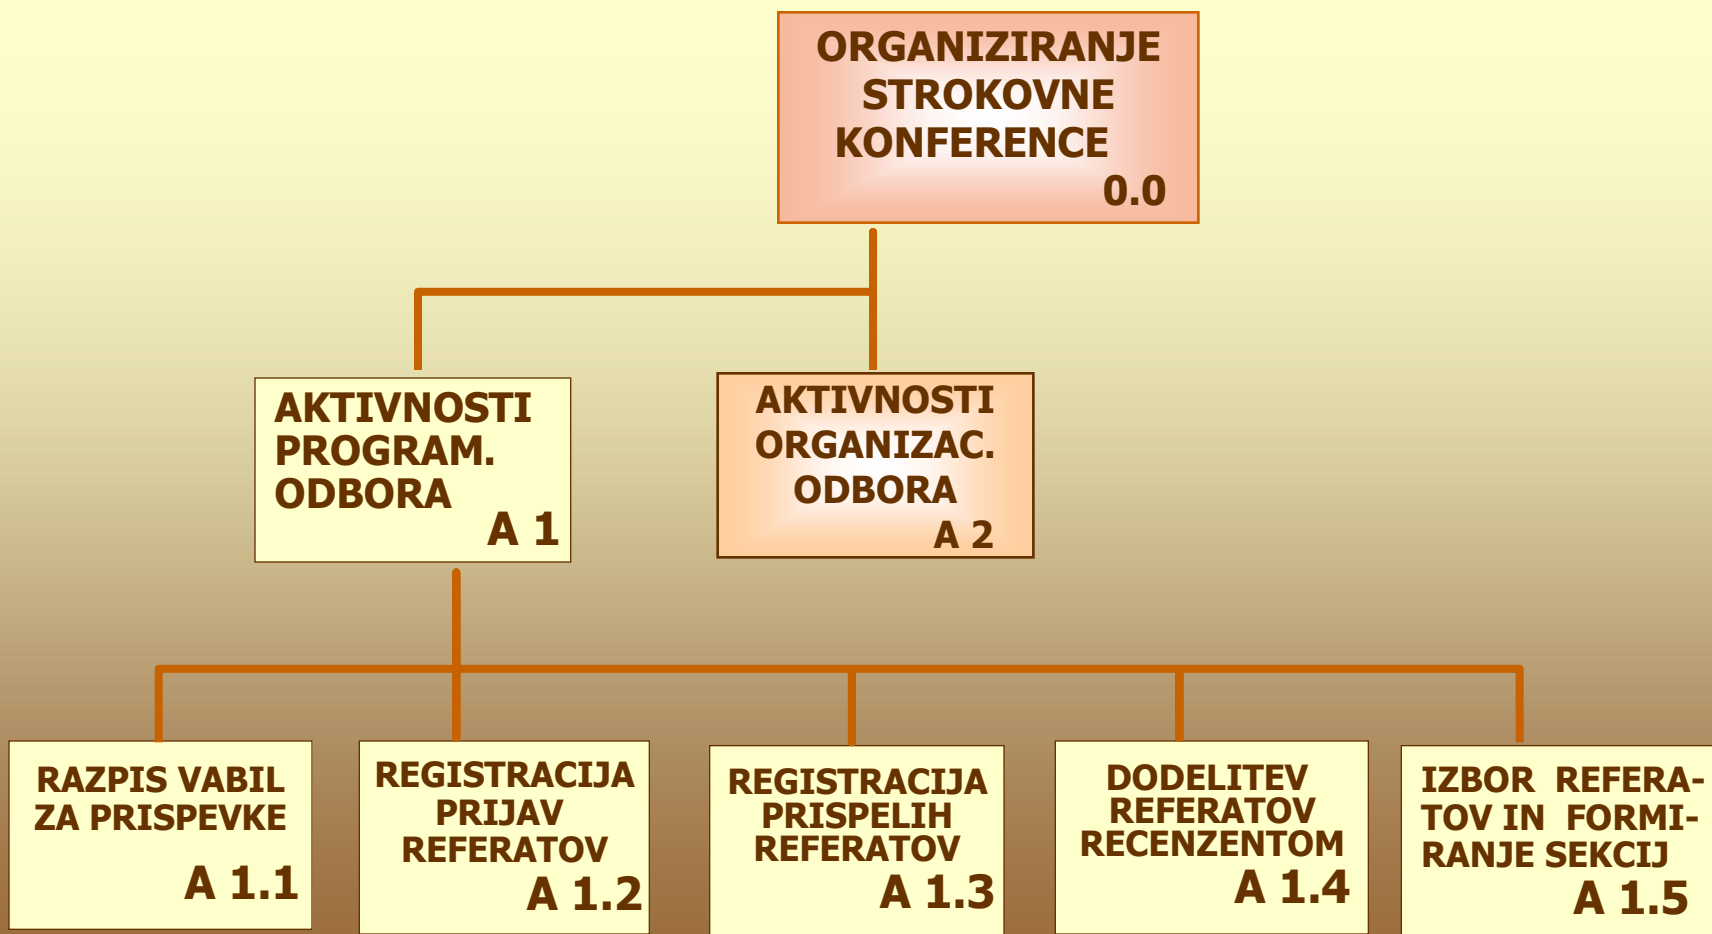 ORGANIZIRANJE
STROKOVNE
KONFERENCE
0.0
AKTIVNOSTI
PROGRAM.
ODBORA
A 1
AKTIVNOSTI
ORGANIZAC.
ODBORA
A 2
RAZPIS VABIL
ZA PRISPEVKE
A 1.1
REGISTRACIJA
PRIJAV
REFERATOV
A 1.2
REGISTRACIJA
PRISPELIH
REFERATOV
A 1.3
DODELITEV
REFERATOV
RECENZENTOM
A 1.4
IZBOR REFERA-
TOV IN FORMI-
RANJE SEKCIJ
A 1.5